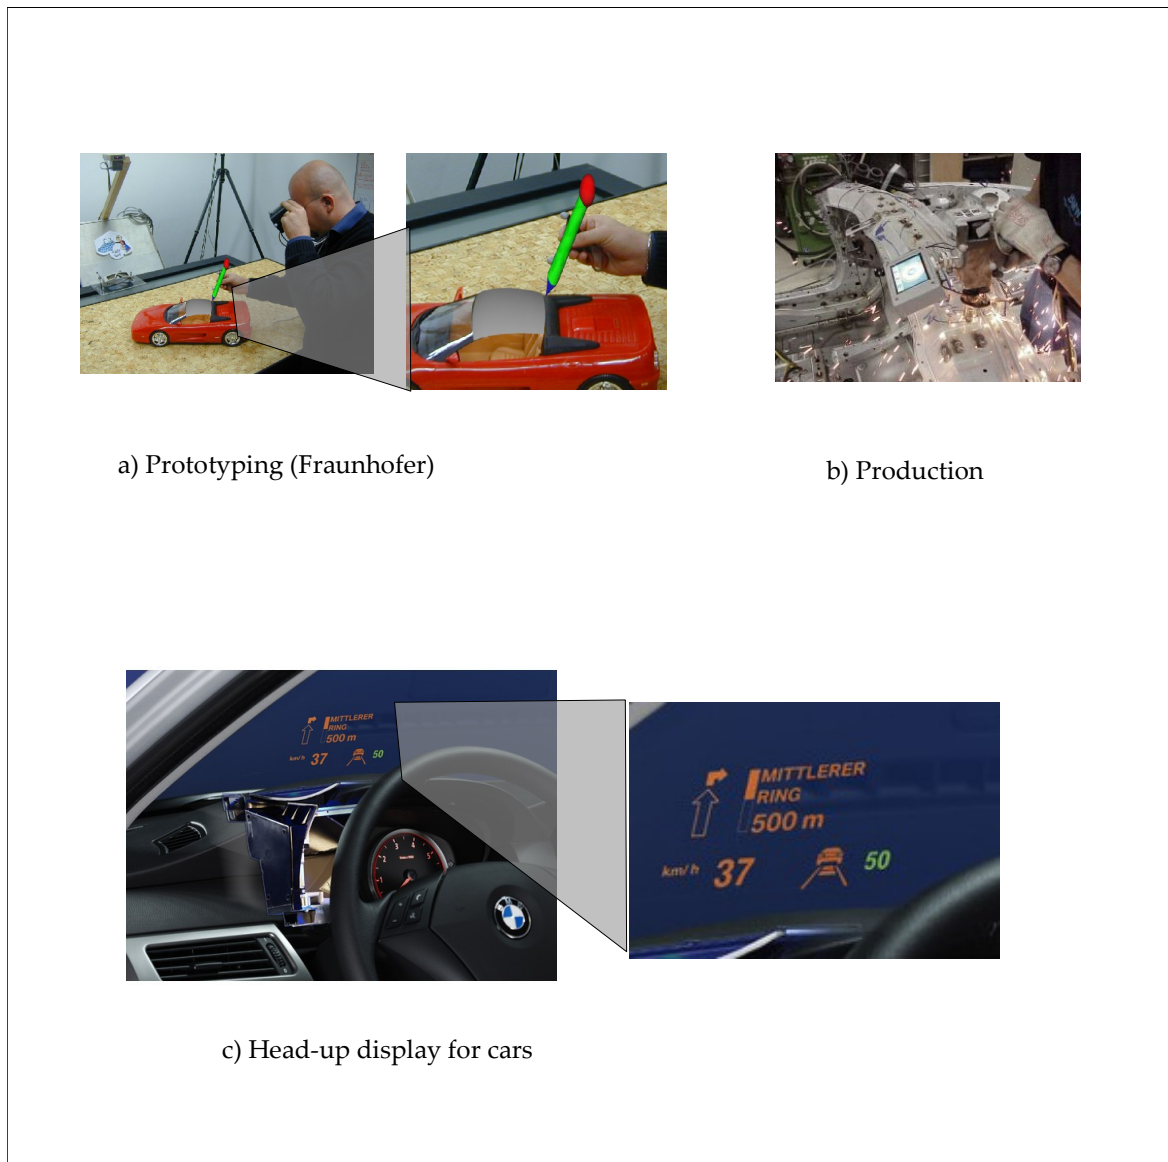 a) Prototyping (Fraunhofer)
b) Production
MITTLERER
RING
500 m
km/h 37 50
MITTLERER
RING
500 m
km/h 37 50
c) Head-up display for cars